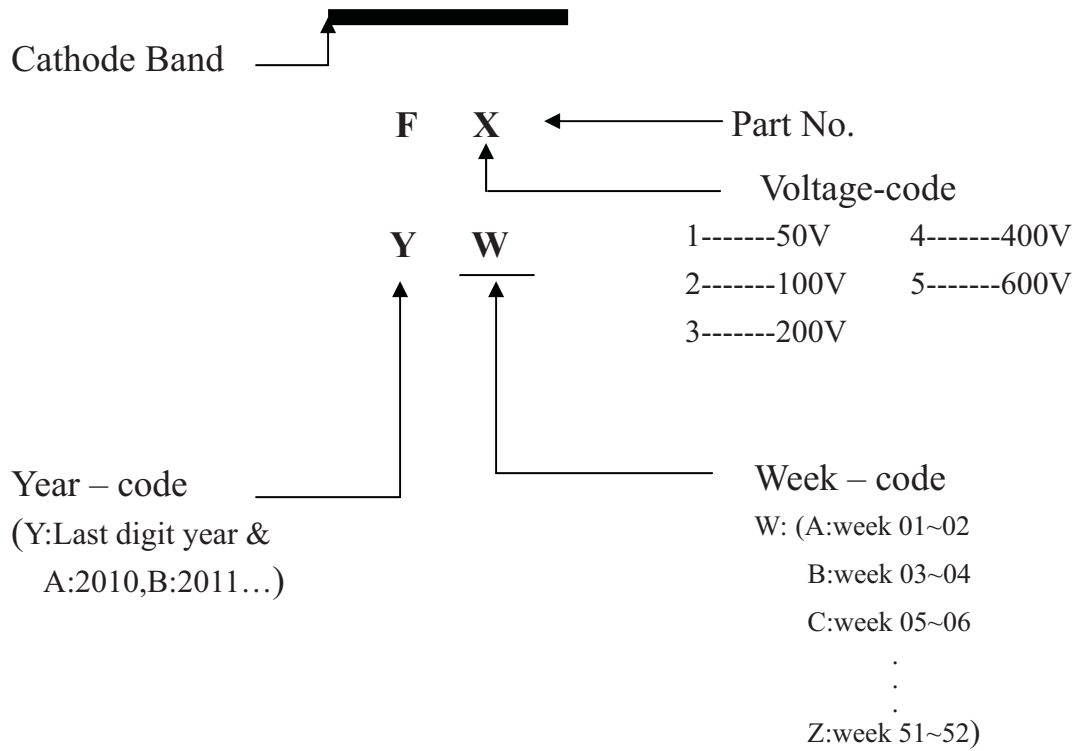 Cathode Band
F X
Part No.
Voltage-code
1-------50V 4-------400V
2-------100V 5-------600V
3-------200V
Y W
Year – code
(Y:Last digit year &
A:2010,B:2011…)
Week – code
W: (A:week 01~02
B:week 03~04
C:week 05~06
.
.
.
Z:week 51~52)